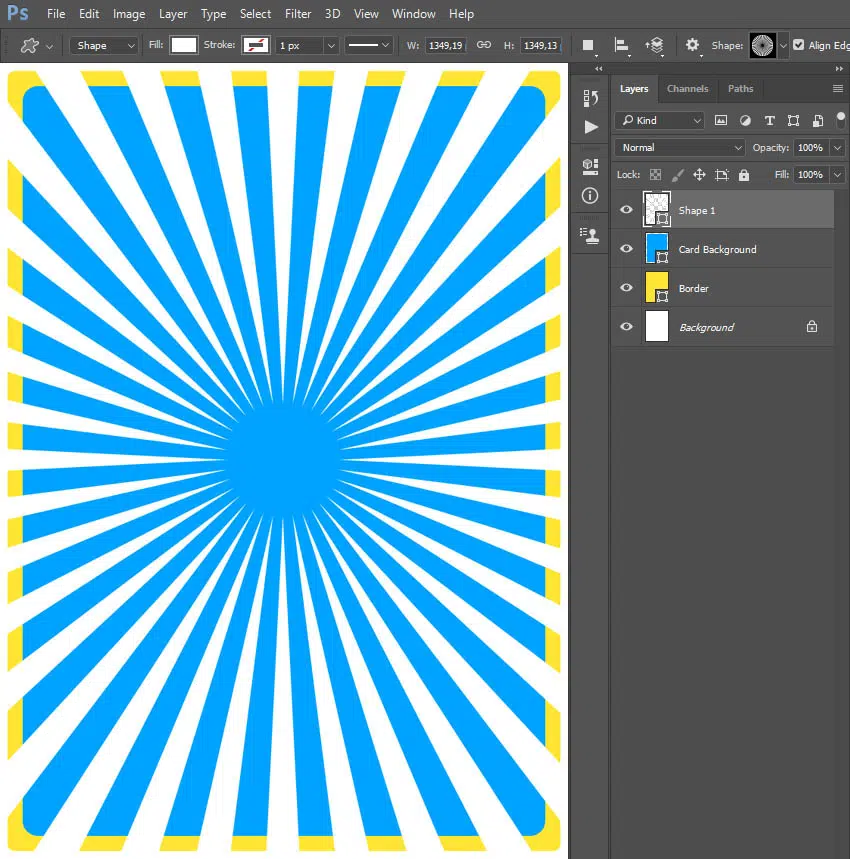 Ps File Edit Image Layer Type Select Filter 3D View Window Help
Shape Fill: Stroke: 1 px W: 1349,19 H: 1349,13 Shape: Align Edg
Layers Channels Paths
Kind
Normal Opacity: 100%
Lock: Fill: 100%
Shape 1
Card Background
Border
Background